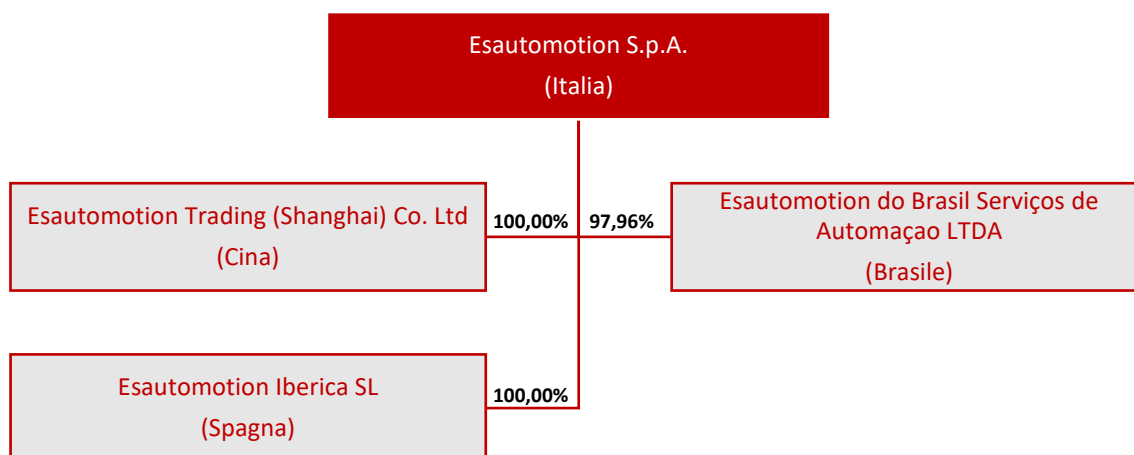 Esautomotion S.p.A.
(Italia)
Esautomotion Trading (Shanghai) Co. Ltd
(Cina)
100,00%
97,96%
Esautomotion do Brasil Serviços de
Automaçao LTDA
(Brasile)
Esautomotion Iberica SL
(Spagna)
100,00%